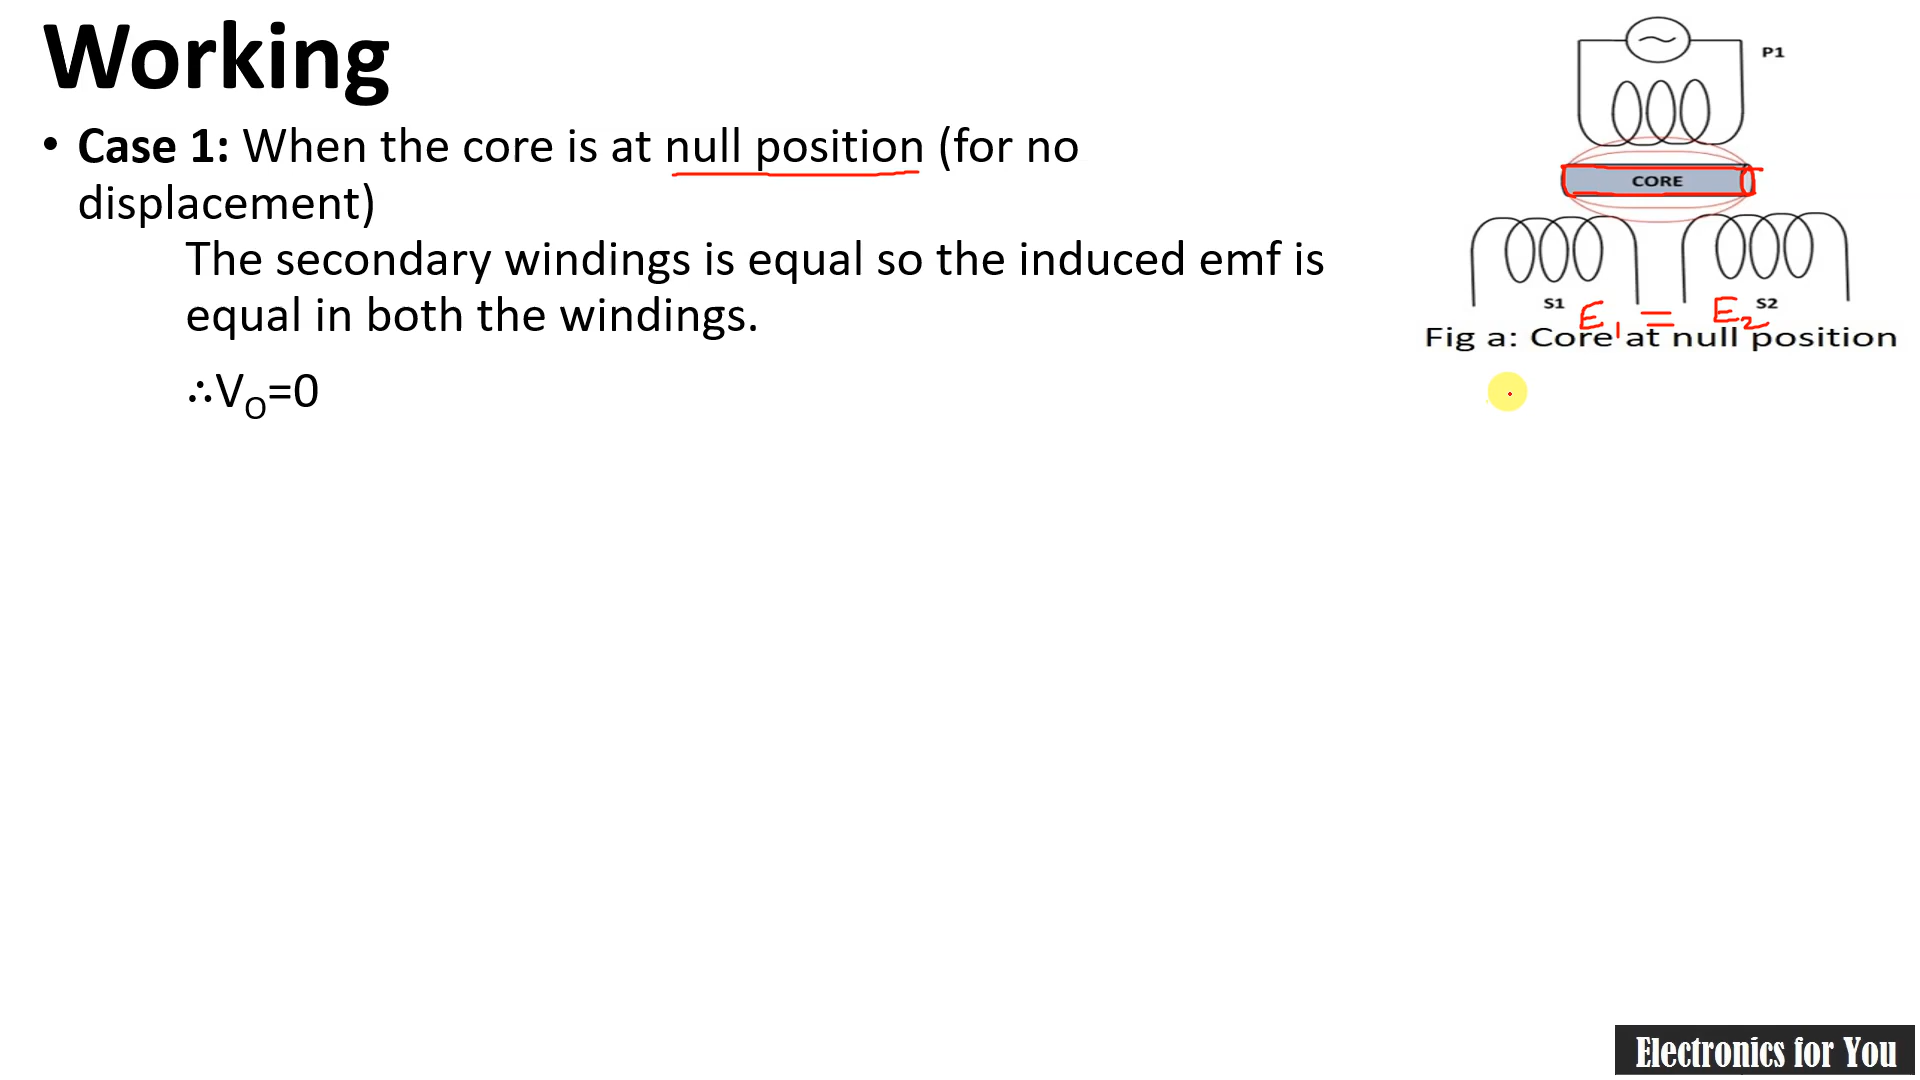 Working
• Case 1: When the core is at null position (for no
displacement)
The secondary windings is equal so the induced emf is
equal in both the windings.
∴V₀=0
P1
CORE
S1
S2
E₁ = E₂
Fig a: Core at null position
Electronics for You